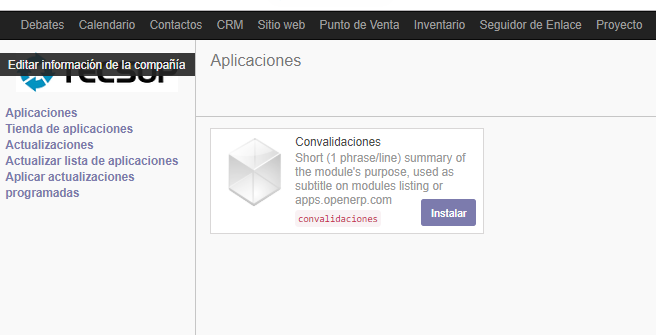 Debates Calendario Contactos CRM Sitio web Punto de Venta Inventario Seguidor de Enlace Proyecto
Editar información de la compañía
TECSUP
Aplicaciones
Aplicaciones
Tienda de aplicaciones
Actualizaciones
Actualizar lista de aplicaciones
Aplicar actualizaciones
programadas
Convalidaciones
Short (1 phrase/line) summary of
the module's purpose, used as
subtitle on modules listing or
apps.openerp.com
convalidaciones
Instalar